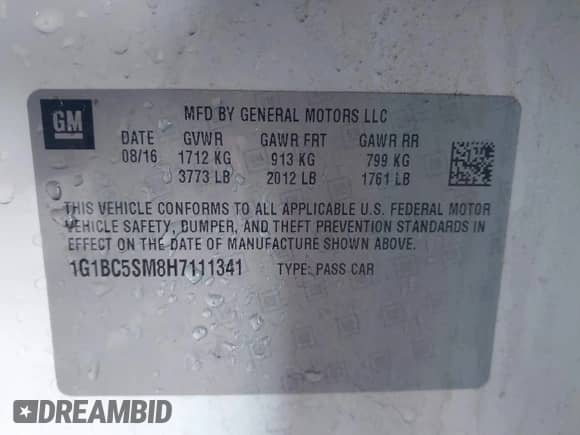 GM
MFD BY GENERAL MOTORS LLC
DATE GVWR GAWR FRT GAWR RR
08/16 1712 KG 913 KG 799 KG
3773 LB 2012 LB 1761 LB
THIS VEHICLE CONFORMS TO ALL APPLICABLE U.S. FEDERAL MOTOR
VEHICLE SAFETY, BUMPER, AND THEFT PREVENTION STANDARDS IN
EFFECT ON THE DATE OF MANUFACTURE SHOWN ABOVE.
1G1BC5SM8H7111341 TYPE: PASS CAR
DREAMBID